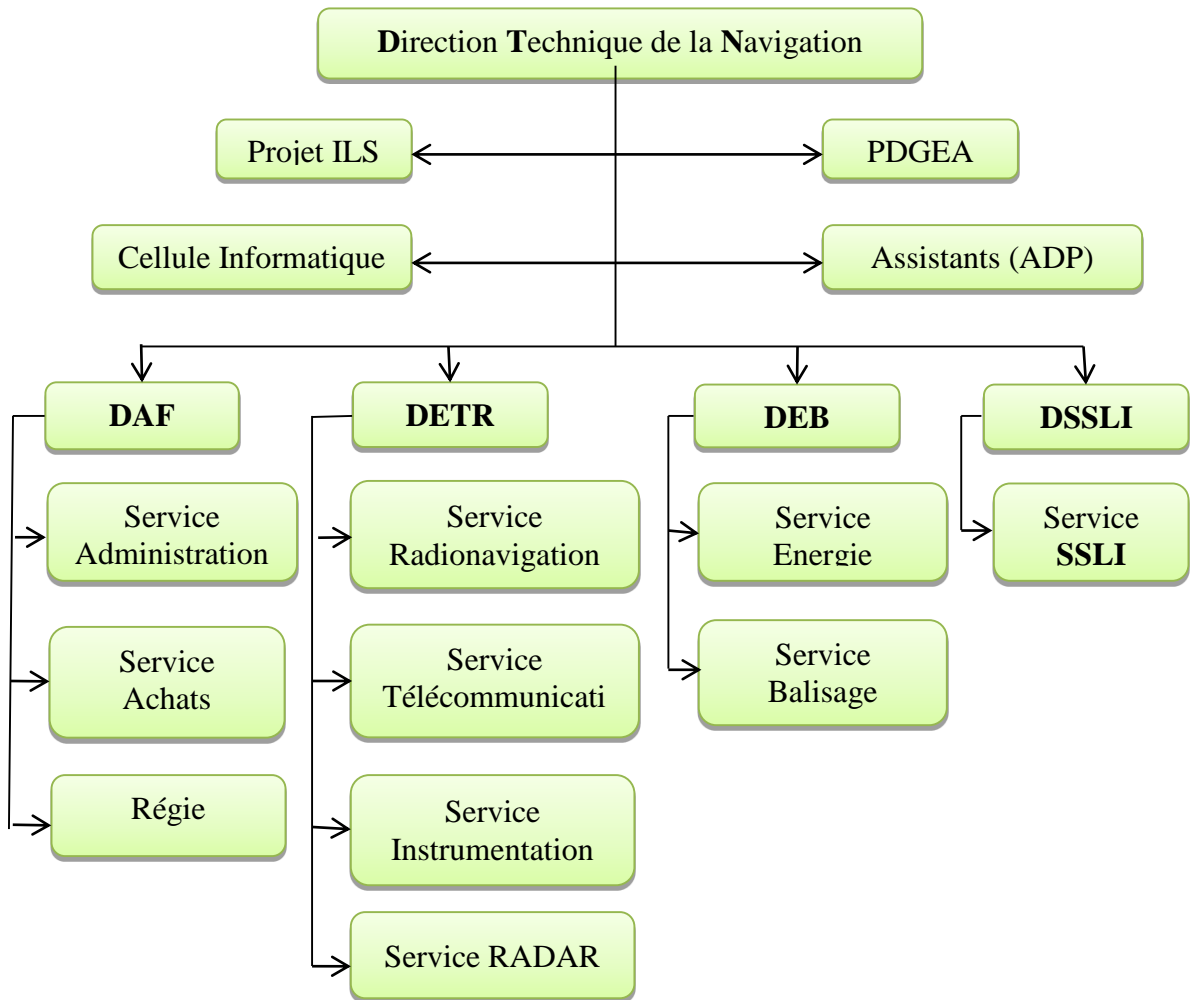 Direction Technique de la Navigation
Projet ILS
PDGEA
Cellule Informatique
Assistants (ADP)
DAF
DETR
DEB
DSSLI
Service
Administration
Service
Radionavigation
Service
Energie
Service
SSLI
Service
Achats
Service
Télécommunicati
Service
Balisage
Régie
Service
Instrumentation
Service RADAR